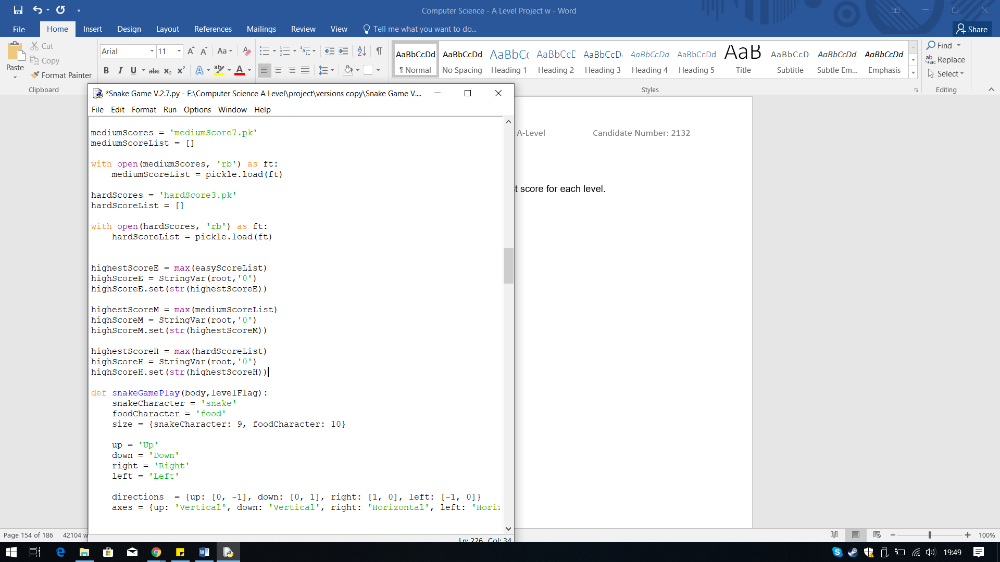 Computer Science - A Level Project w - Word
File Home Insert Design Layout References Mailings Review View Tell me what you want to do... Share
Paste
Cut
Copy
Format Painter
Clipboard
Arial 11
AaBbCcDd AaBbCcDd AaBbCc AaBbCcD AaBbCcDc AaBbCcDd AaBbCcDd AaB AaBbCcD AaBbCcDd AaBbCcDd
¶ Normal No Spacing Heading 1 Heading 2 Heading 3 Heading 4 Heading 5 Title Subtitle Subtle Em... Emphasis
Styles
Find
Replace
Select
Editing
*Snake Game V.2.7.py - E:\Computer Science A Level\project\versions copy\Snake Game V....
File Edit Format Run Options Window Help
mediumScores = 'mediumScore7.pk'
mediumScoreList = []
with open(mediumScores, 'rb') as ft:
    mediumScoreList = pickle.load(ft)
hardScores = 'hardScore3.pk'
hardScoreList = []
with open(hardScores, 'rb') as ft:
    hardScoreList = pickle.load(ft)
highestScoreE = max(easyScoreList)
highScoreE = StringVar(root,'0')
highScoreE.set(str(highestScoreE))
highestScoreM = max(mediumScoreList)
highScoreM = StringVar(root,'0')
highScoreM.set(str(highestScoreM))
highestScoreH = max(hardScoreList)
highScoreH = StringVar(root,'0')
highScoreH.set(str(highestScoreH))
def snakeGamePlay(body,levelFlag):
    snakeCharacter = 'snake'
    foodCharacter = 'food'
    size = {snakeCharacter: 9, foodCharacter: 10}
    up = 'Up'
    down = 'Down'
    right = 'Right'
    left = 'Left'
    directions  = {up: [0, -1], down: [0, 1], right: [1, 0], left: [-1, 0]}
    axes = {up: 'Vertical', down: 'Vertical', right: 'Horizontal', left: 'Horiz
Ln: 226 Col: 34
A-Level Candidate Number: 2132
t score for each level.
Page 154 of 186 42104 w
100%
19:49